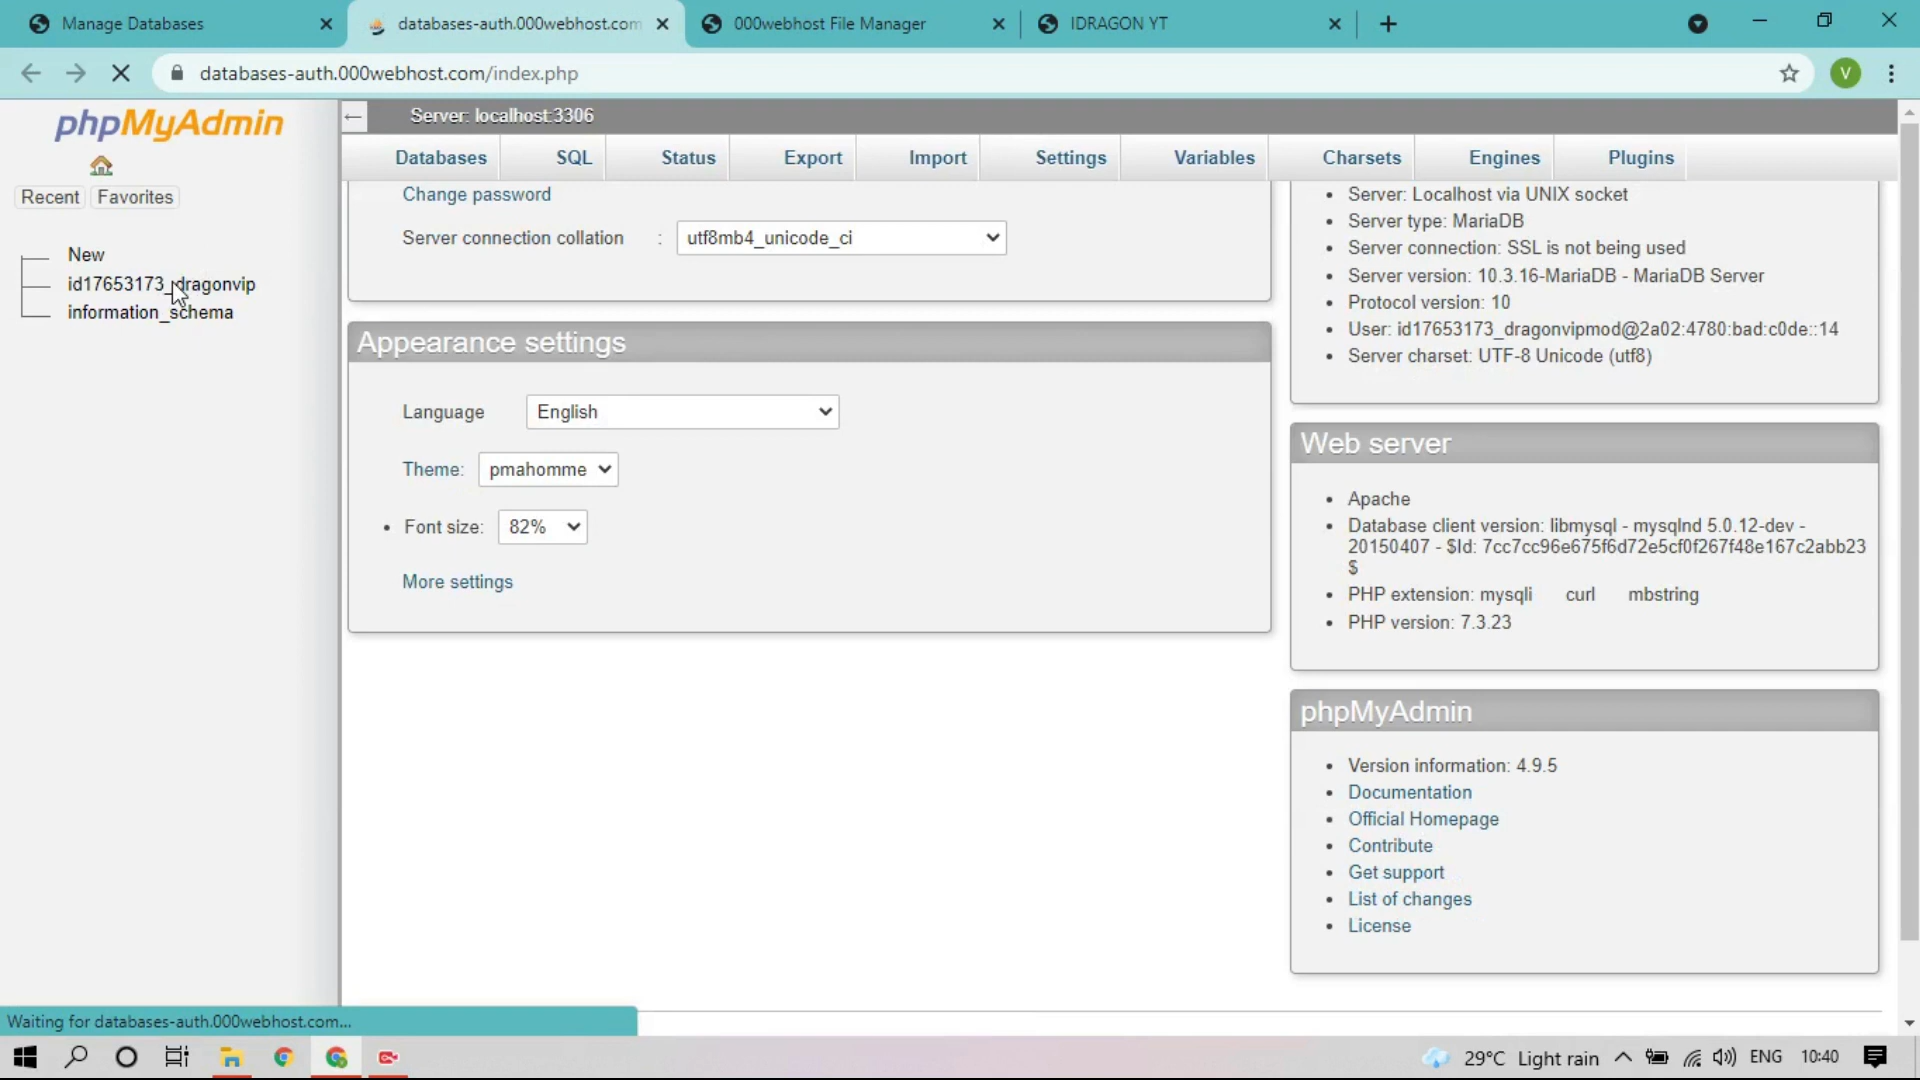 Manage Databases
databases-auth.000webhost.com
000webhost File Manager
IDRAGON YT
databases-auth.000webhost.com/index.php
V
phpMyAdmin
Recent
Favorites
New
id17653173_dragonvip
information_schema
Server: localhost:3306
Databases
SQL
Status
Export
Import
Settings
Variables
Charsets
Engines
Plugins
Change password
Server connection collation : utf8mb4_unicode_ci
Appearance settings
Language English
Theme: pmahomme
Font size: 82%
More settings
Server: Localhost via UNIX socket
Server type: MariaDB
Server connection: SSL is not being used
Server version: 10.3.16-MariaDB - MariaDB Server
Protocol version: 10
User: id17653173_dragonvipmod@2a02:4780:bad:c0de::14
Server charset: UTF-8 Unicode (utf8)
Web server
Apache
Database client version: libmysql - mysqlnd 5.0.12-dev -
20150407 - $Id: 7cc7cc96e675f6d72e5cf0f267f48e167c2abb23
$
PHP extension: mysqli curl mbstring
PHP version: 7.3.23
phpMyAdmin
Version information: 4.9.5
Documentation
Official Homepage
Contribute
Get support
List of changes
License
Waiting for databases-auth.000webhost.com...
29°C Light rain
ENG
10:40